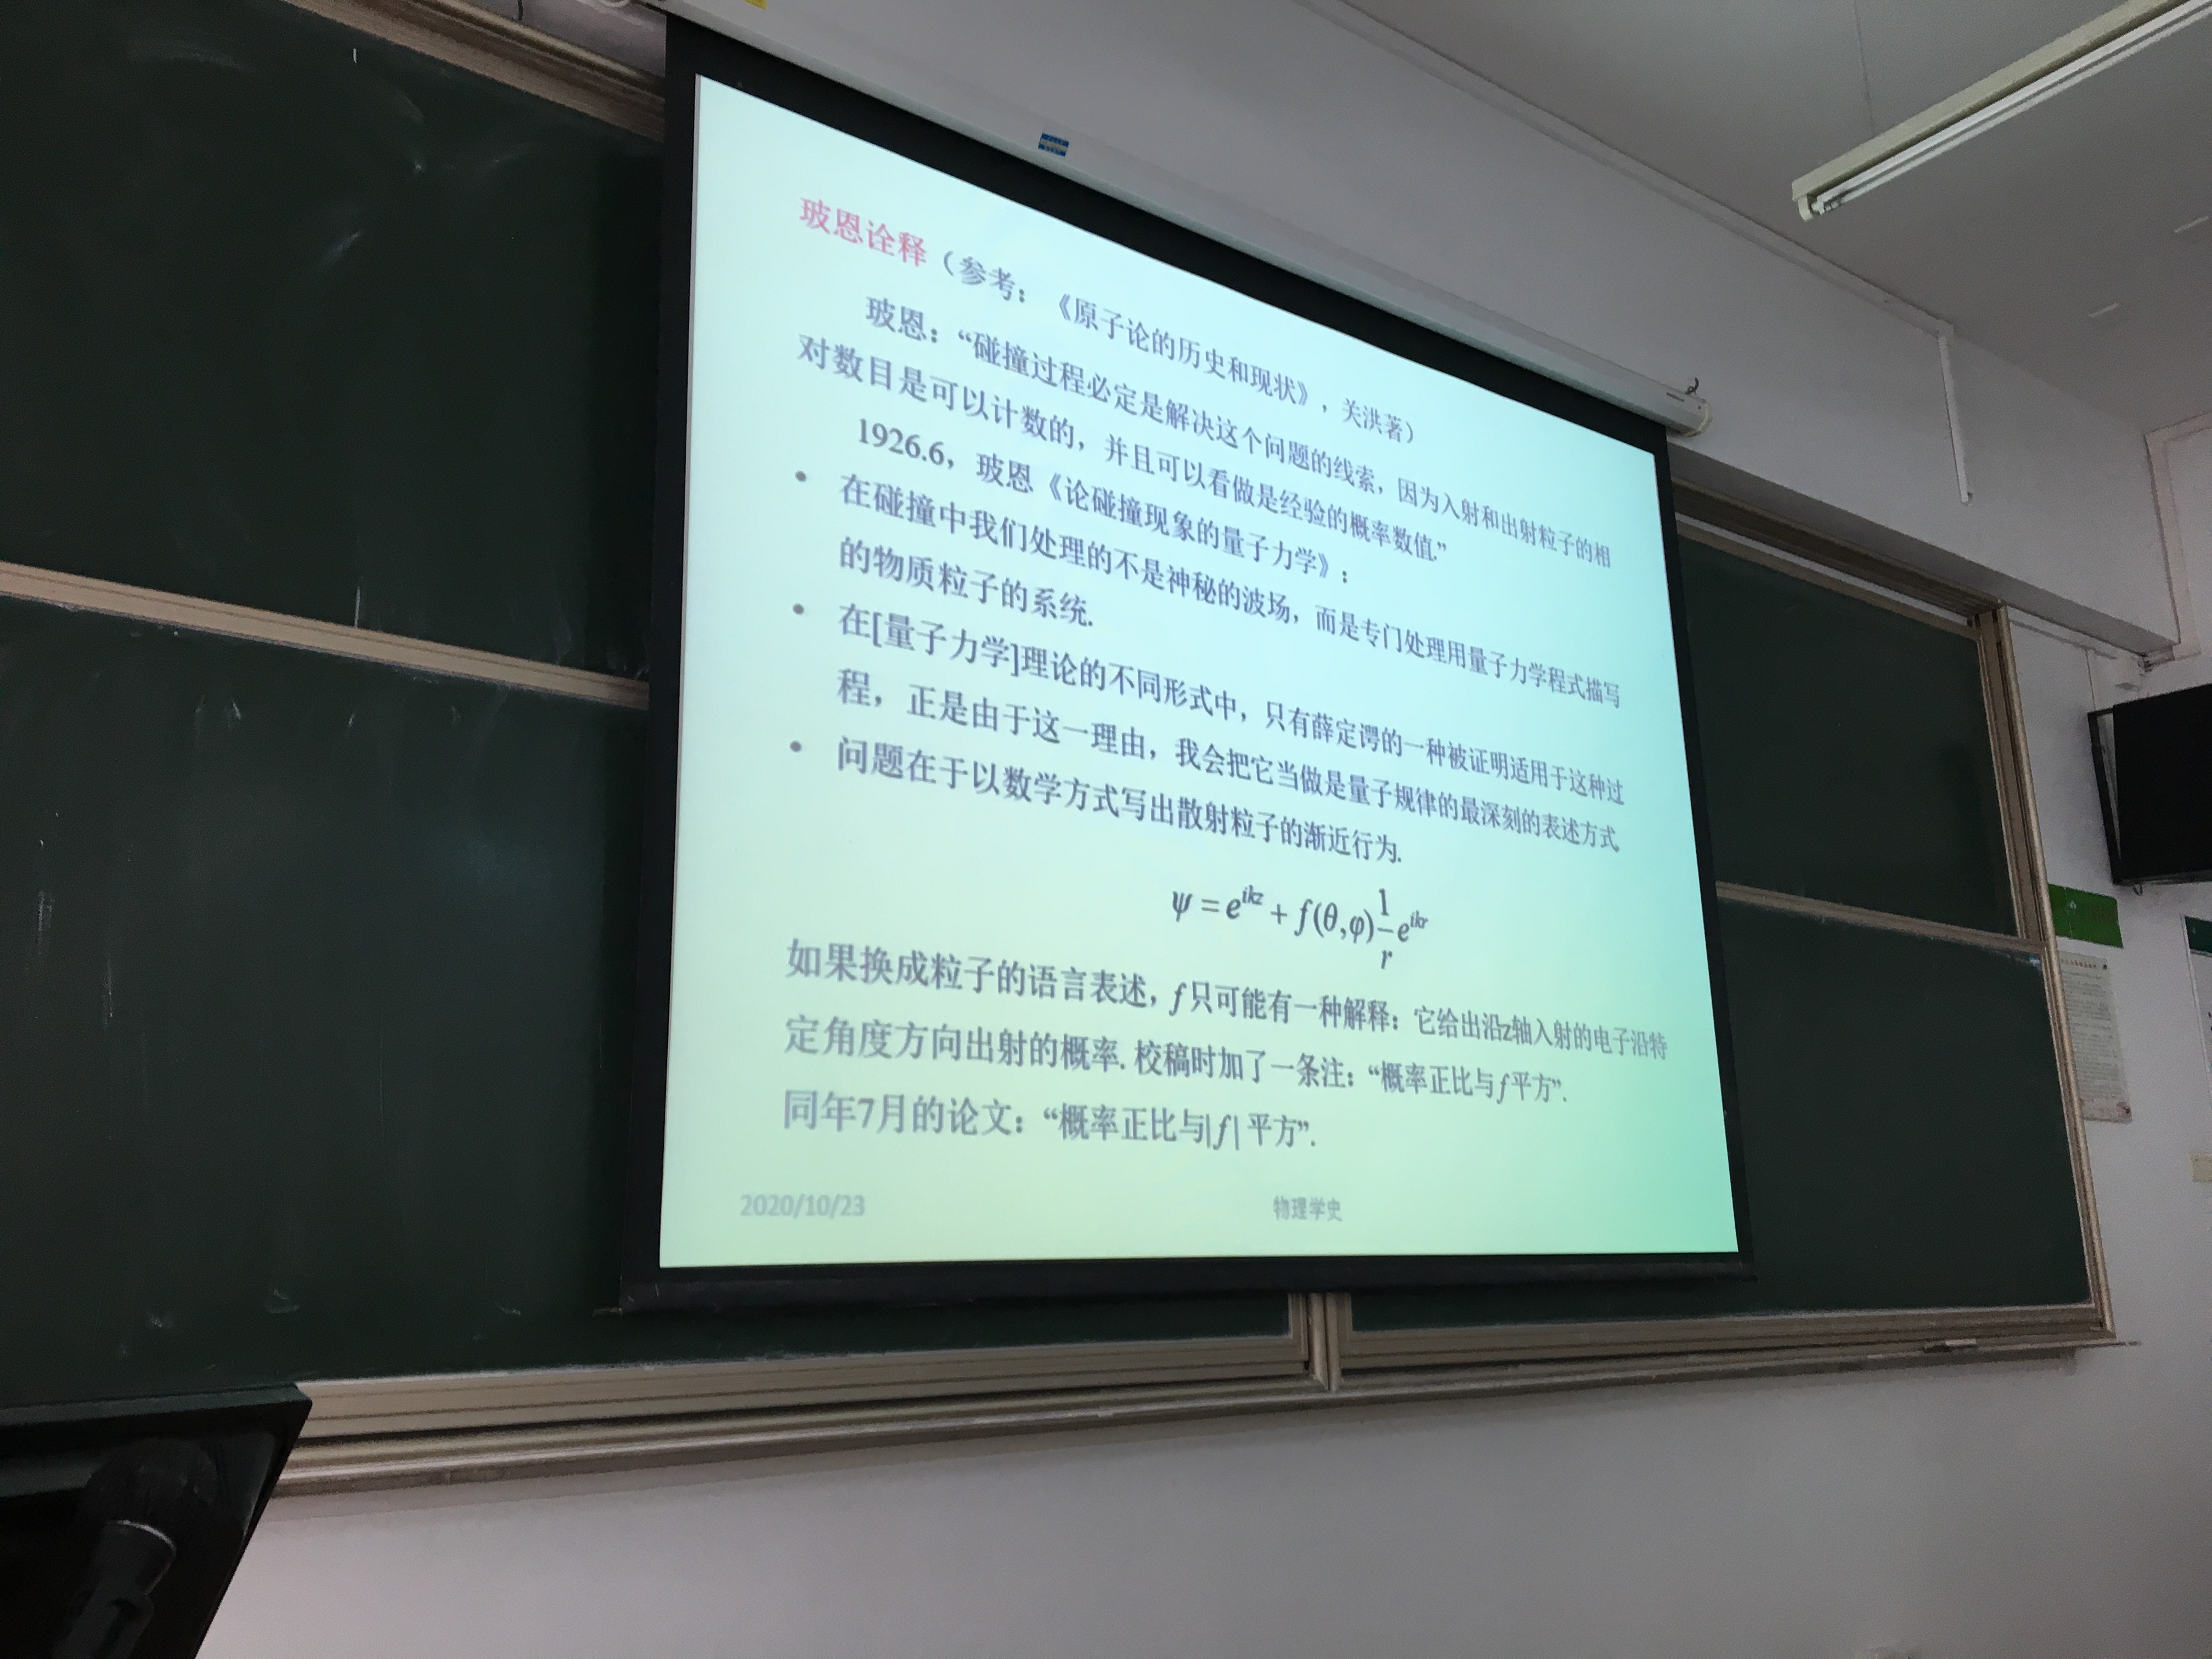 玻恩诠释（参考：《原子论的历史和现状》，关洪著）
玻恩：“碰撞过程必定是解决这个问题的线索，因为入射和出射粒子的相
对数目是可以计数的，并且可以看做是经验的概率数值.”
1926.6，玻恩《论碰撞现象的量子力学》：
• 在碰撞中我们处理的不是神秘的波场，而是专门处理用量子力学程式描写
的物质粒子的系统.
• 在[量子力学]理论的不同形式中，只有薛定谔的一种被证明适用于这种过
程，正是由于这一理由，我会把它当做是量子规律的最深刻的表述方式.
• 问题在于以数学方式写出散射粒子的渐近行为.
ψ = e^{ikz} + f(θ,φ) \frac{1}{r} e^{ikr}
如果换成粒子的语言表述，f 只可能有一种解释：它给出沿z轴入射的电子沿特
定角度方向出射的概率. 校稿时加了一条注：“概率正比与 f 平方”.
同年7月的论文：“概率正比与|f| 平方”.
2020/10/23
物理学史